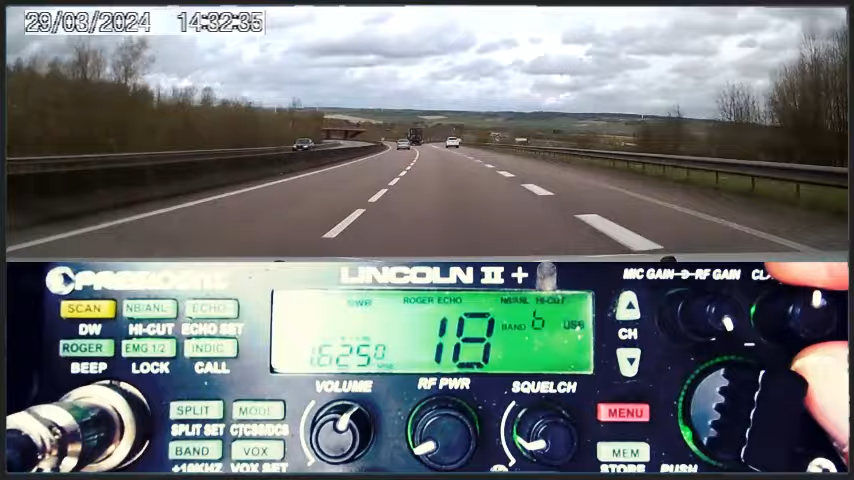 29/03/2024 14:32:35
PRESIDENT LINCOLN II + MIC GAIN RF GAIN
SCAN NB/ANL ECHO
DW HI-CUT ECHO SET
ROGER EMG 1/2 INDIC.
BEEP LOCK CALL
SWR ROGER ECHO NB/ANL HI-CUT
18 BAND b USB
CH
VOLUME RF PWR SQUELCH
SPLIT MODE
SPLIT SET CTCSS/DCS
BAND VOX
+10KHZ VOX SET
MENU
MEM
STORE PUSH